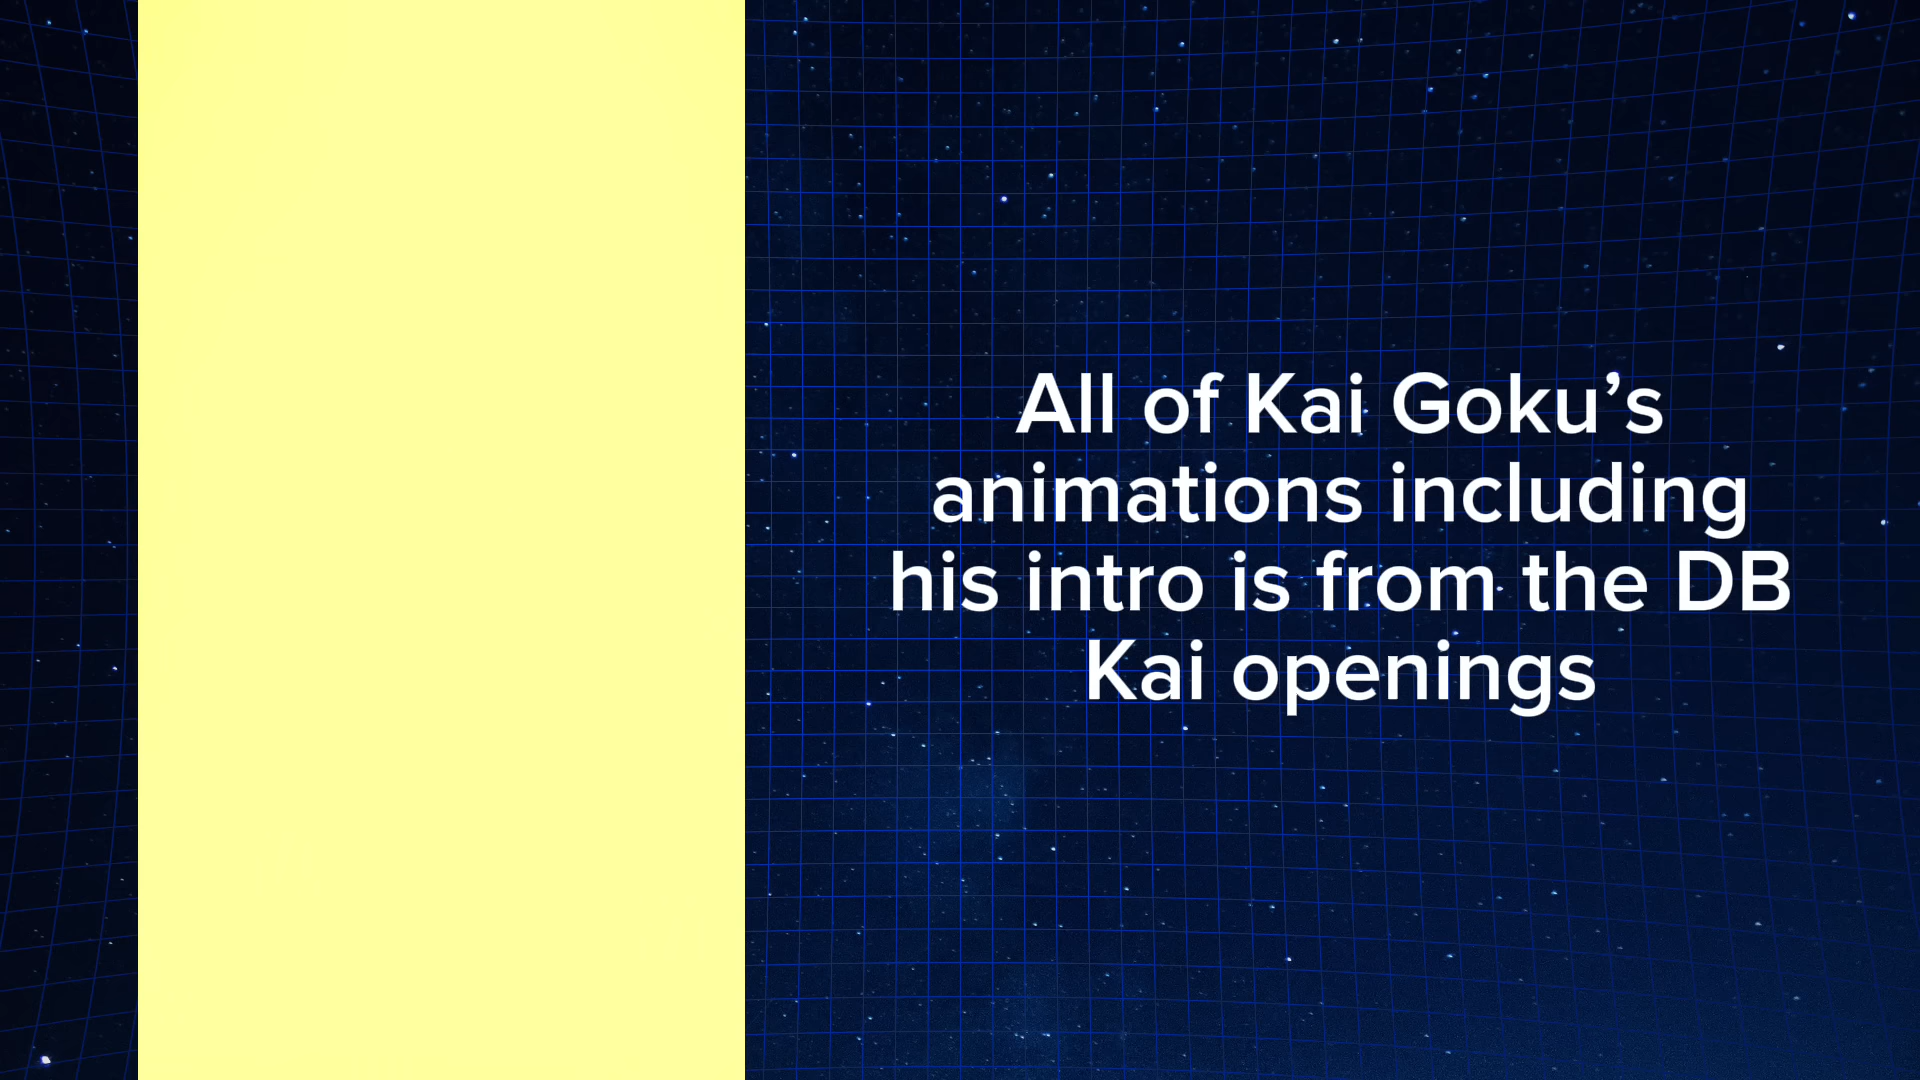 All of Kai Goku’s
animations including
his intro is from the DB
Kai openings